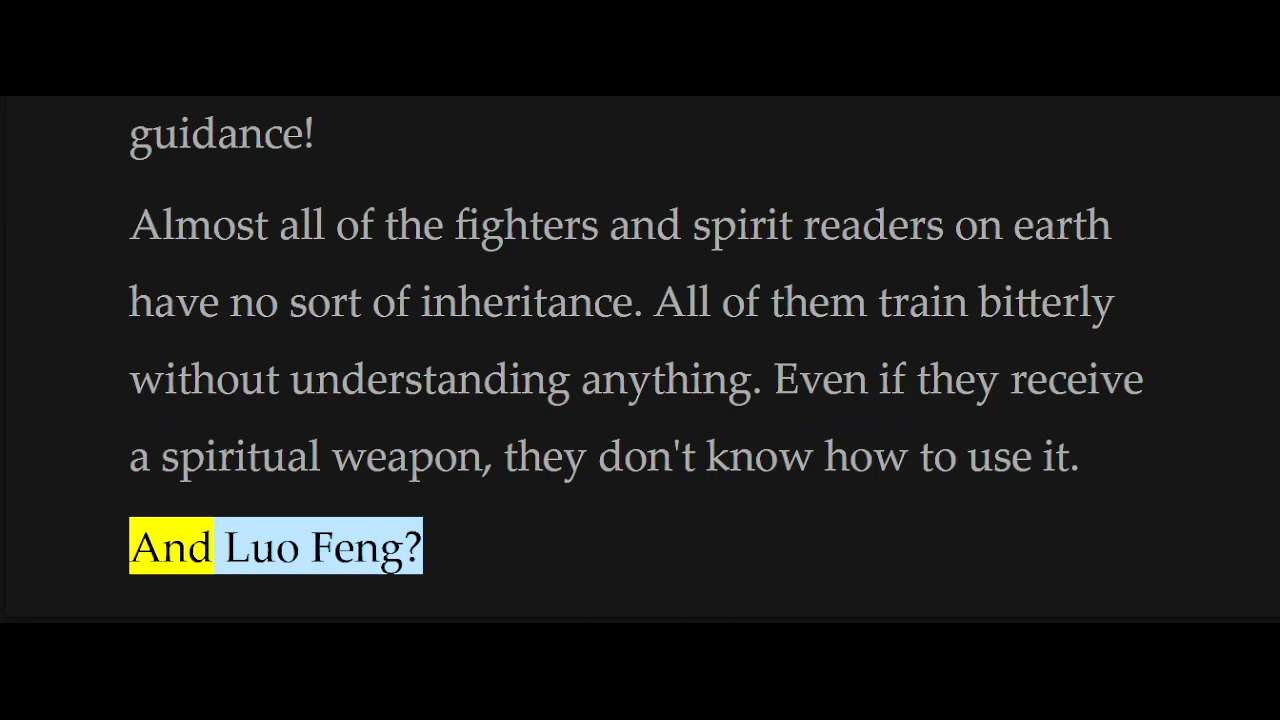 guidance!
Almost all of the fighters and spirit readers on earth
have no sort of inheritance. All of them train bitterly
without understanding anything. Even if they receive
a spiritual weapon, they don't know how to use it.
And Luo Feng?